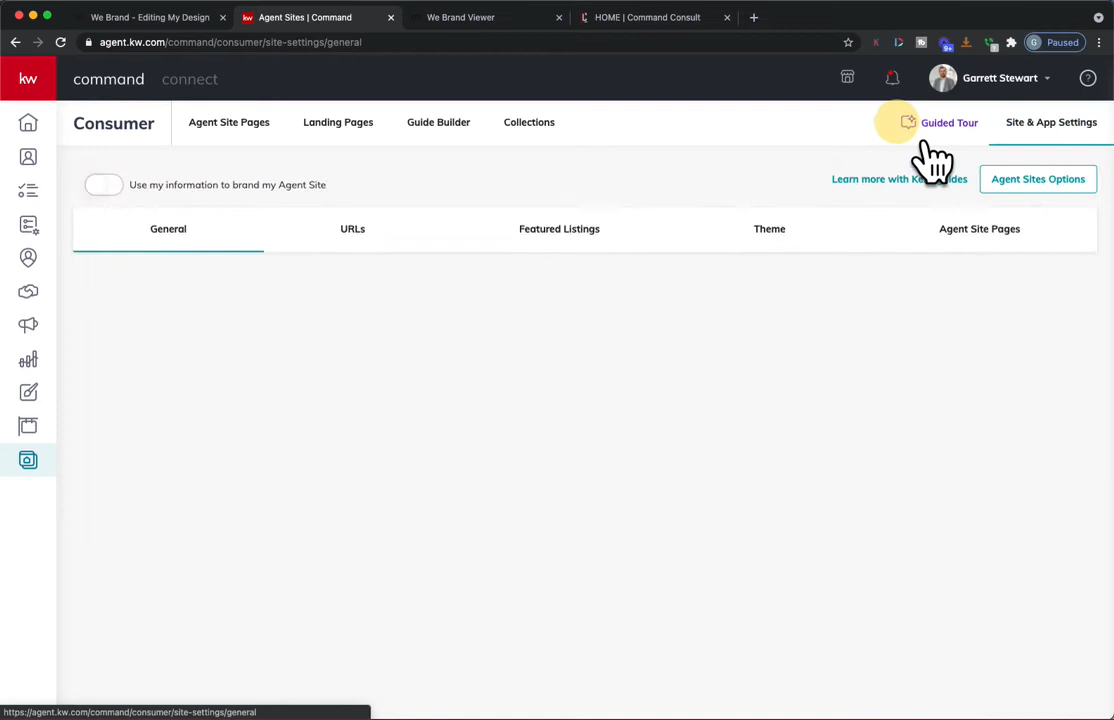 We Brand - Editing My Design
Agent Sites | Command
We Brand Viewer
HOME | Command Consult
agent.kw.com/command/consumer/site-settings/general
9+
?
G
Paused
kw
command
connect
Garrett Stewart
?
Consumer
Agent Site Pages
Landing Pages
Guide Builder
Collections
Guided Tour
Site & App Settings
Use my information to brand my Agent Site
Learn more with
Agent Sites Options
General
URLs
Featured Listings
Theme
Agent Site Pages
https://agent.kw.com/command/consumer/site-settings/general